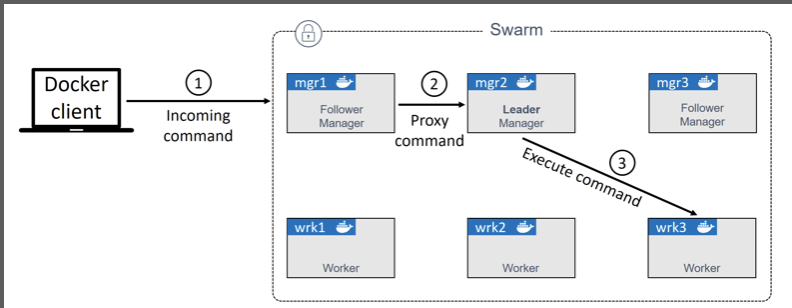 Swarm
Docker
client
1
Incoming
command
mgr1
Follower
Manager
2
Proxy
command
mgr2
Leader
Manager
mgr3
Follower
Manager
3
Execute command
wrk1
Worker
wrk2
Worker
wrk3
Worker